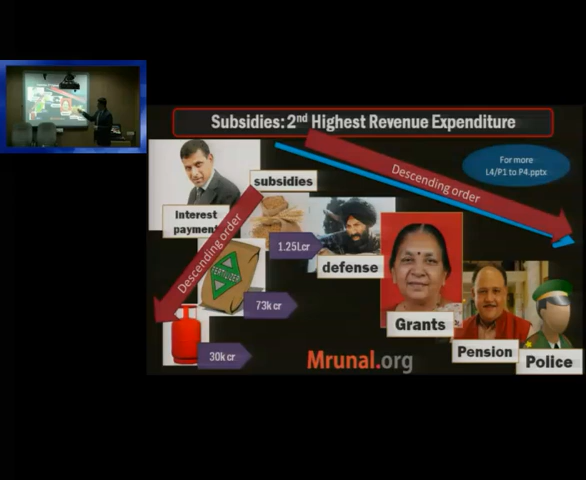 Subsidies: 2nd Highest Revenue Expenditure
For more
L4/P1 to P4.pptx
Descending order
subsidies
Interest
payment
Descending order
1.25Lcr
defense
FERTILIZER
73k cr
Grants
Pension
Police
30k cr
Mrunal.org